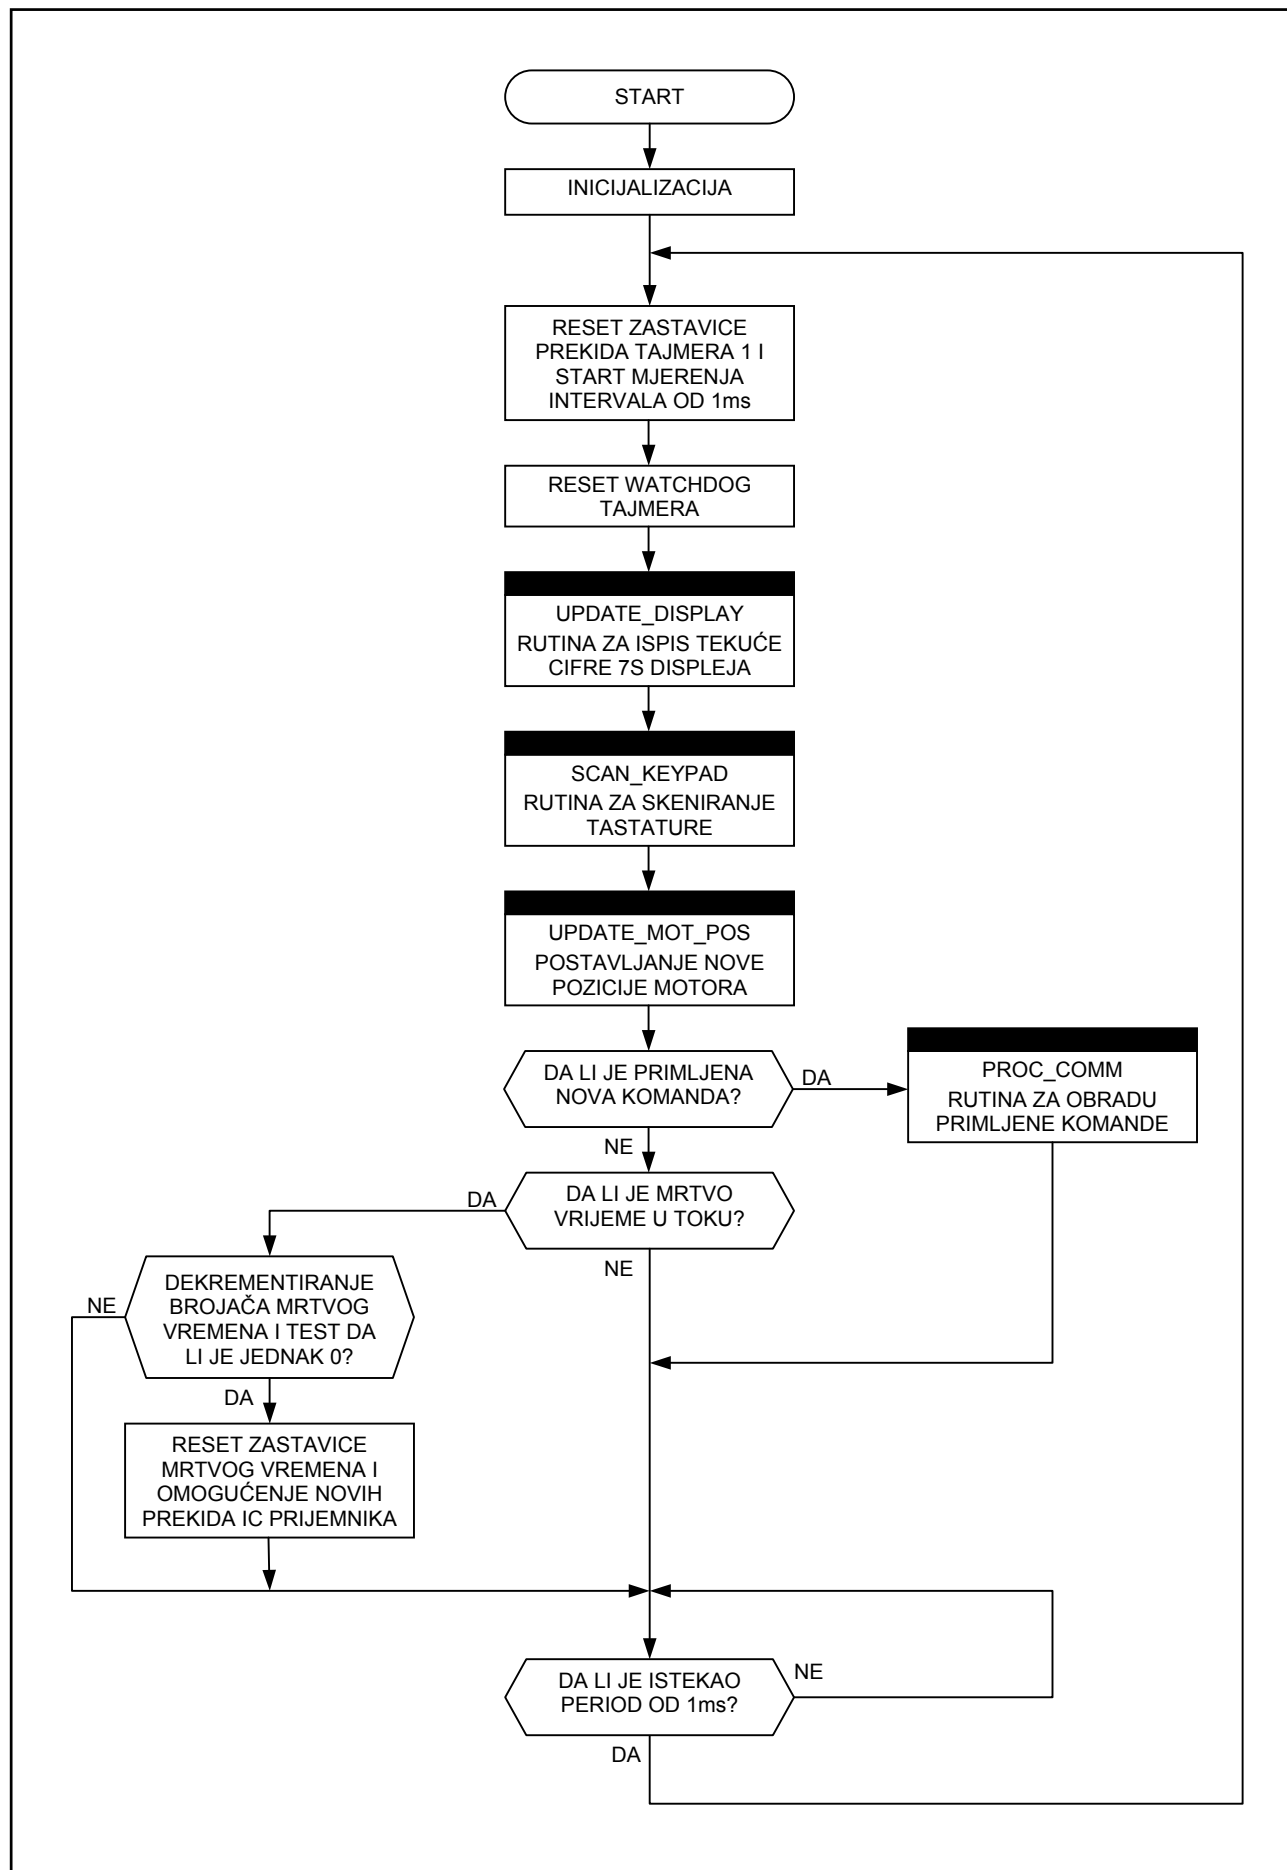 START
INICIJALIZACIJA
RESET ZASTAVICE
PREKIDA TAJMERA 1 I
START MJERENJA
INTERVALA OD 1ms
RESET WATCHDOG
TAJMERA
UPDATE_DISPLAY
RUTINA ZA ISPIS TEKUĆE
CIFRE 7S DISPLEJA
SCAN_KEYPAD
RUTINA ZA SKENIRANJE
TASTATURE
UPDATE_MOT_POS
POSTAVLJANJE NOVE
POZICIJE MOTORA
DA LI JE PRIMLJENA
NOVA KOMANDA?
DA
PROC_COMM
RUTINA ZA OBRADU
PRIMLJENE KOMANDE
NE
DA LI JE MRTVO
VRIJEME U TOKU?
DA
NE
DEKREMENTIRANJE
BROJAČA MRTVOG
VREMENA I TEST DA
LI JE JEDNAK 0?
NE
DA
RESET ZASTAVICE
MRTVOG VREMENA I
OMOGUĆENJE NOVIH
PREKIDA IC PRIJEMNIKA
DA LI JE ISTEKAO
PERIOD OD 1ms?
NE
DA